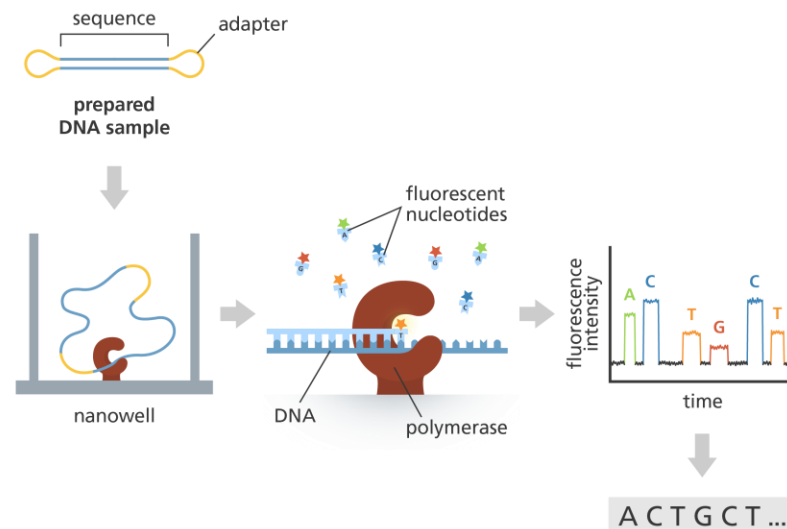 sequence
adapter
prepared
DNA sample
nanowell
fluorescent
nucleotides
A
C
G
A
G
T
C
T
DNA
polymerase
fluorescence
intensity
A
C
T
G
C
T
time
A C T G C T ...